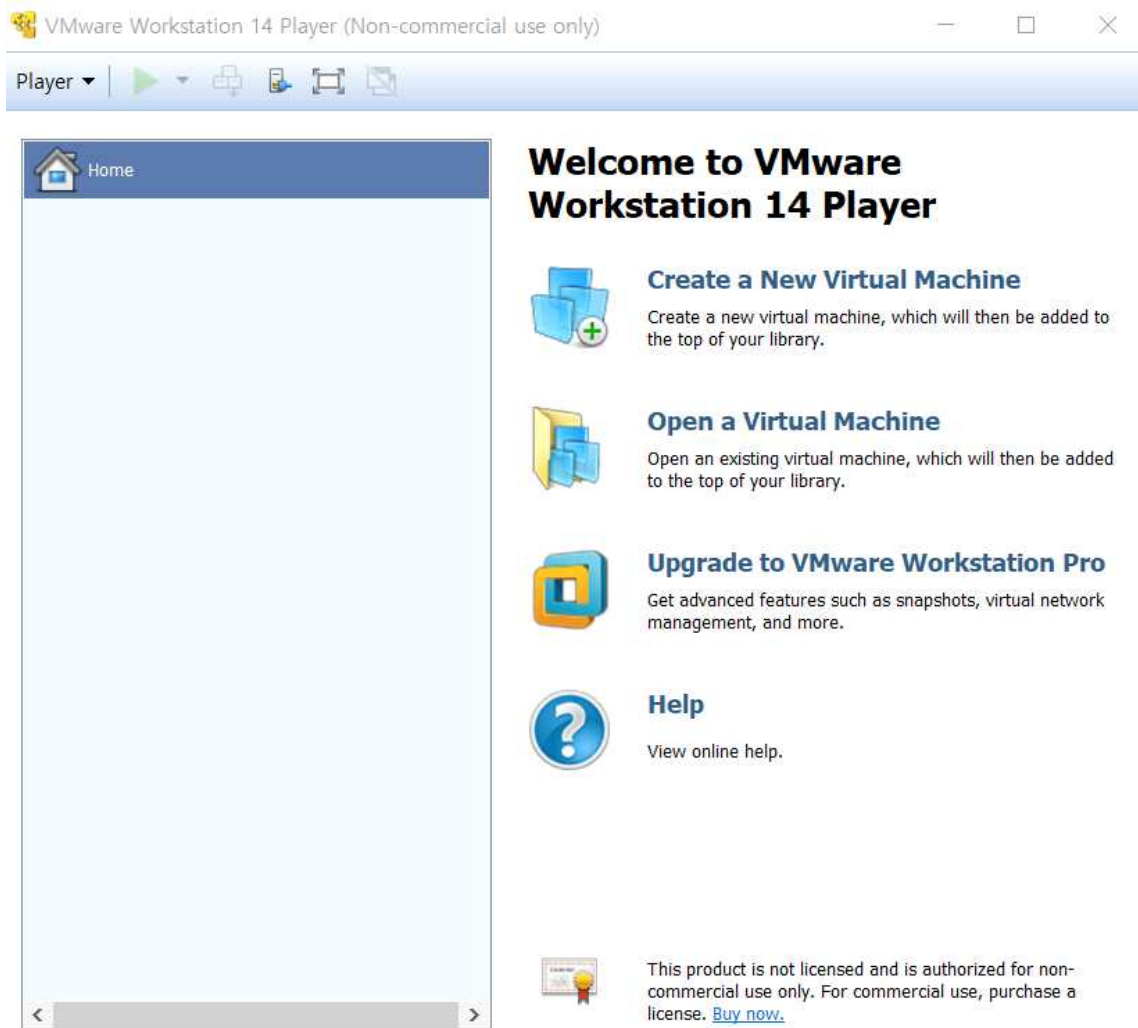 VMware Workstation 14 Player (Non-commercial use only)
Player
Home
Welcome to VMware
Workstation 14 Player
Create a New Virtual Machine
Create a new virtual machine, which will then be added to
the top of your library.
Open a Virtual Machine
Open an existing virtual machine, which will then be added
to the top of your library.
Upgrade to VMware Workstation Pro
Get advanced features such as snapshots, virtual network
management, and more.
Help
View online help.
This product is not licensed and is authorized for non-
commercial use only. For commercial use, purchase a
license. Buy now.